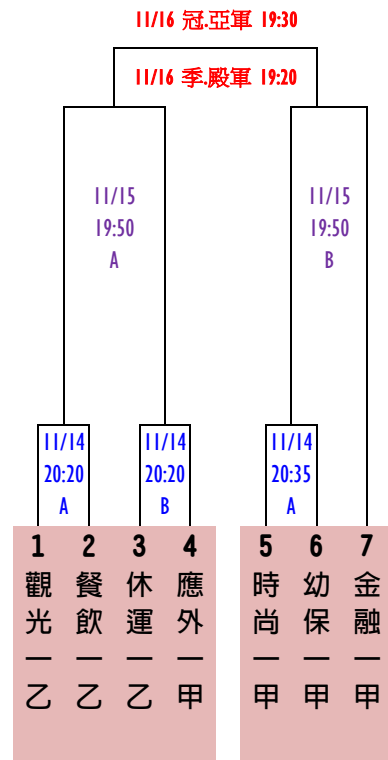 11/16 冠.亞軍 19:30
11/16 季.殿軍 19:20
11/15
19:50
A
11/15
19:50
B
11/14
20:20
A
11/14
20:20
B
11/14
20:35
A
1
觀光一乙
2
餐飲一乙
3
休運一乙
4
應外一甲
5
時尚一甲
6
幼保一甲
7
金融一甲